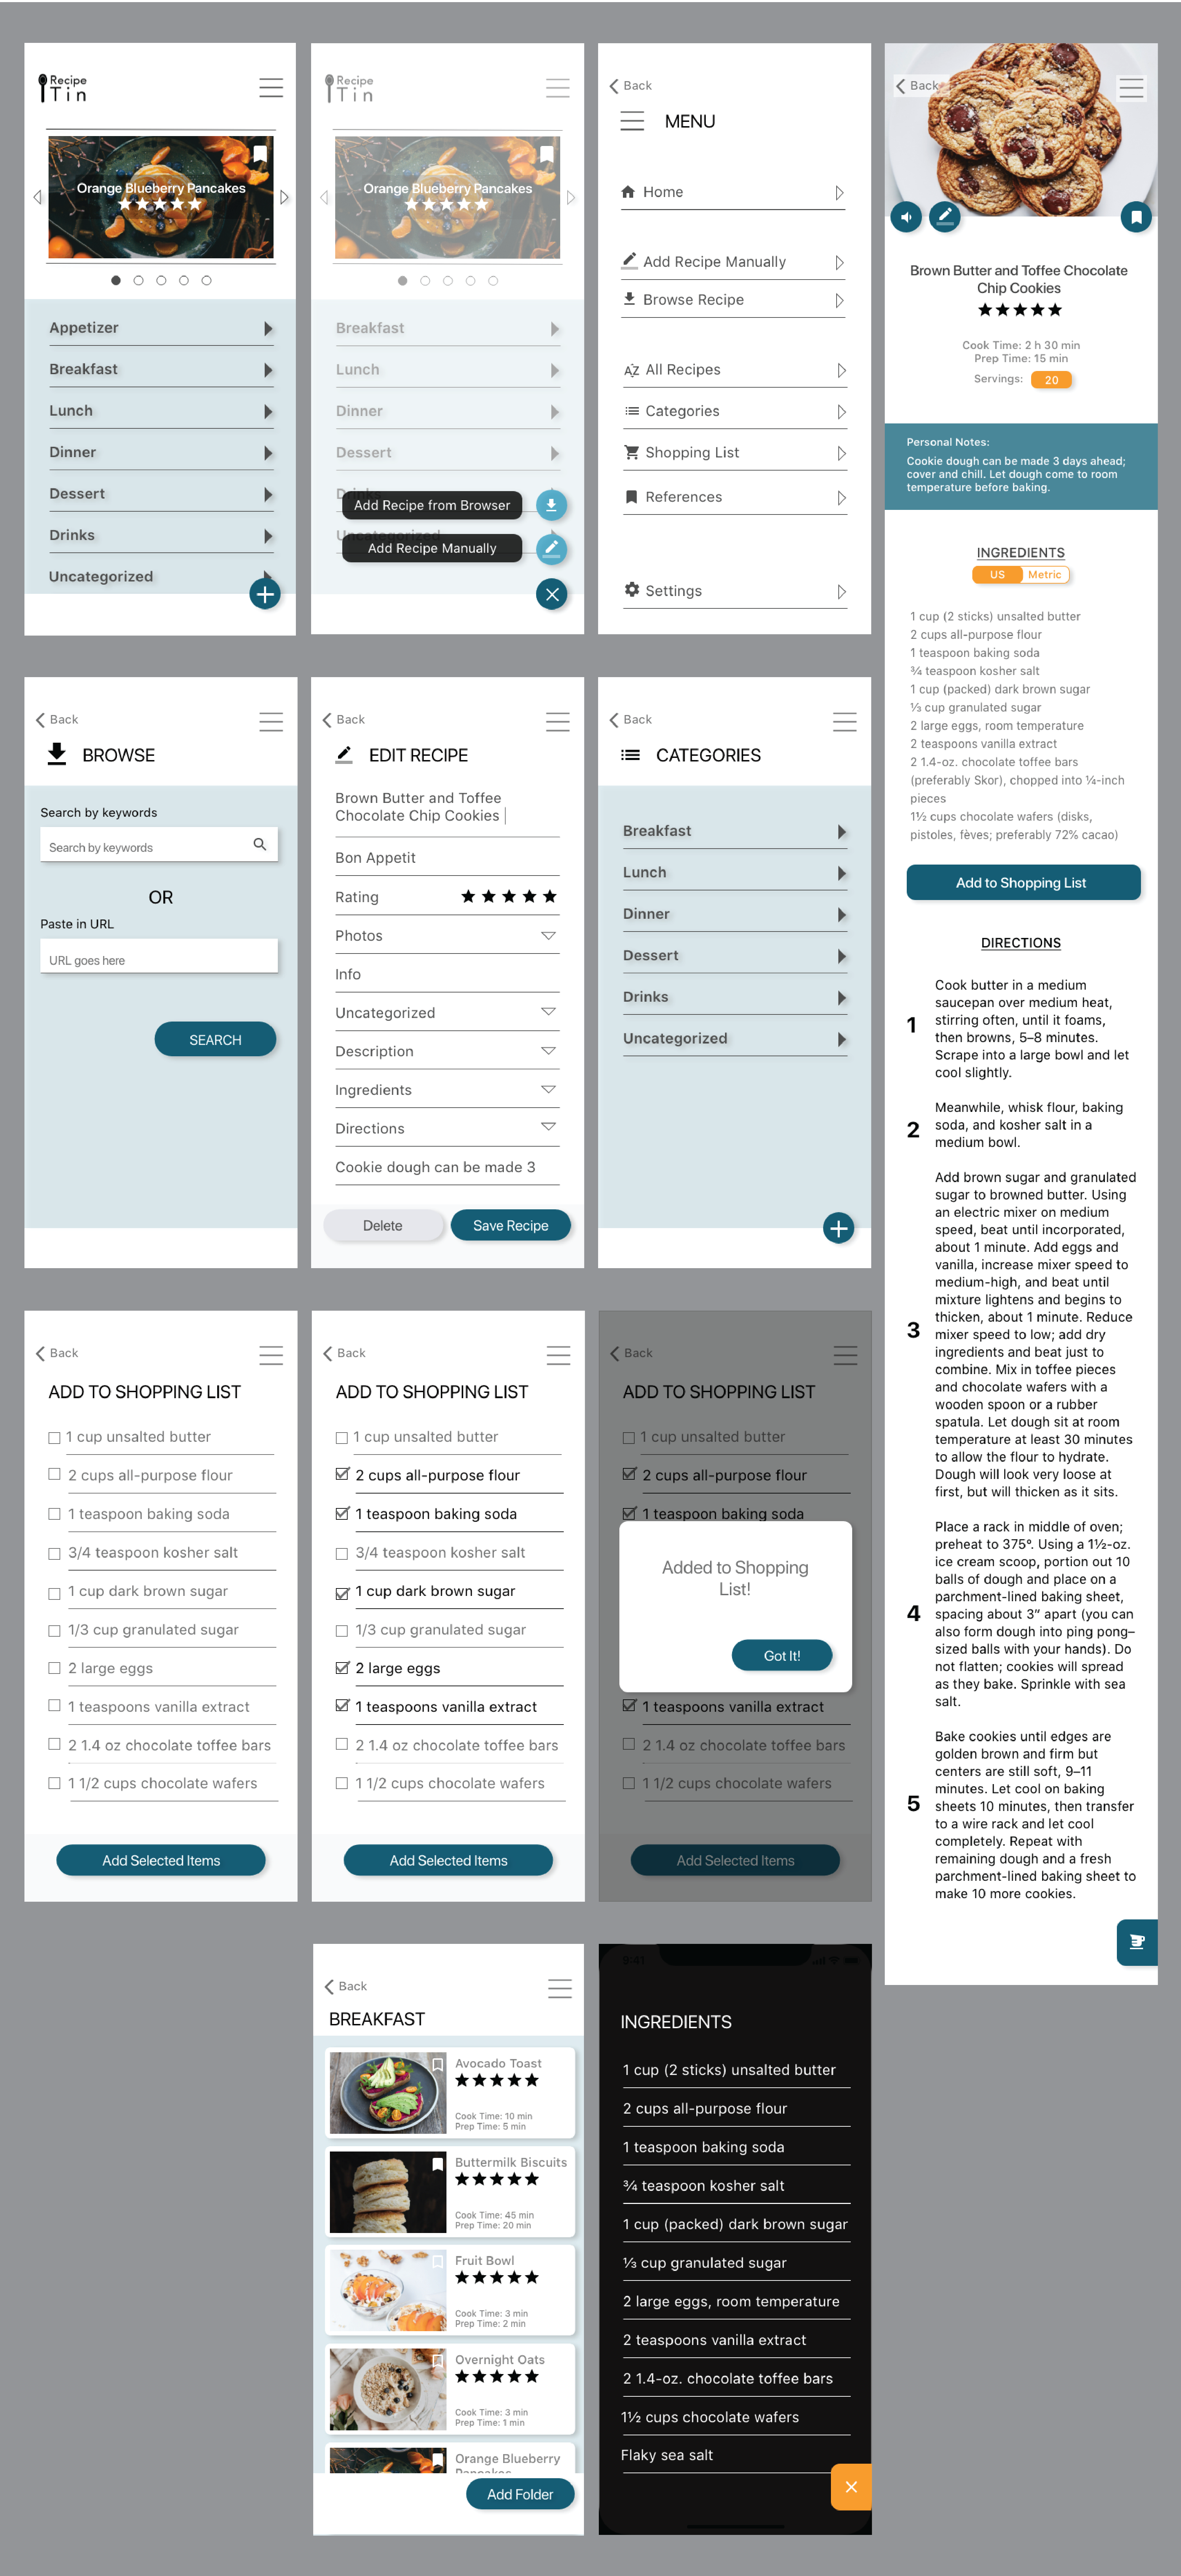 Recipe
Tin
Orange Blueberry Pancakes
Appetizer
Breakfast
Lunch
Dinner
Dessert
Drinks
Uncategorized
Recipe
Tin
Orange Blueberry Pancakes
Breakfast
Lunch
Dinner
Dessert
Drinks
Add Recipe from Browser
Uncategorized
Add Recipe Manually
Back
MENU
Home
Add Recipe Manually
Browse Recipe
All Recipes
Categories
Shopping List
References
Settings
Back
Brown Butter and Toffee Chocolate
Chip Cookies
Cook Time: 2 h 30 min
Prep Time: 15 min
Servings: 20
Personal Notes:
Cookie dough can be made 3 days ahead;
cover and chill. Let dough come to room
temperature before baking.
INGREDIENTS
US Metric
1 cup (2 sticks) unsalted butter
2 cups all-purpose flour
1 teaspoon baking soda
¾ teaspoon kosher salt
1 cup (packed) dark brown sugar
⅓ cup granulated sugar
2 large eggs, room temperature
2 teaspoons vanilla extract
2 1.4-oz. chocolate toffee bars
(preferably Skor), chopped into ¼-inch
pieces
1½ cups chocolate wafers (disks,
pistoles, fèves; preferably 72% cacao)
Add to Shopping List
DIRECTIONS
1
Cook butter in a medium
saucepan over medium heat,
stirring often, until it foams,
then browns, 5–8 minutes.
Scrape into a large bowl and let
cool slightly.
2
Meanwhile, whisk flour, baking
soda, and kosher salt in a
medium bowl.
3
Add brown sugar and granulated
sugar to browned butter. Using
an electric mixer on medium
speed, beat until incorporated,
about 1 minute. Add eggs and
vanilla, increase mixer speed to
medium-high, and beat until
mixture lightens and begins to
thicken, about 1 minute. Reduce
mixer speed to low; add dry
ingredients and beat just to
combine. Mix in toffee pieces
and chocolate wafers with a
wooden spoon or a rubber
spatula. Let dough sit at room
temperature at least 30 minutes
to allow the flour to hydrate.
Dough will look very loose at
first, but will thicken as it sits.
4
Place a rack in middle of oven;
preheat to 375°. Using a 1½-oz.
ice cream scoop, portion out 10
balls of dough and place on a
parchment-lined baking sheet,
spacing about 3” apart (you can
also form dough into ping pong–
sized balls with your hands). Do
not flatten; cookies will spread
as they bake. Sprinkle with sea
salt.
5
Bake cookies until edges are
golden brown and firm but
centers are still soft, 9–11
minutes. Let cool on baking
sheets 10 minutes, then transfer
to a wire rack and let cool
completely. Repeat with
remaining dough and a fresh
parchment-lined baking sheet to
make 10 more cookies.
Back
BROWSE
Search by keywords
Search by keywords
OR
Paste in URL
URL goes here
SEARCH
Back
EDIT RECIPE
Brown Butter and Toffee
Chocolate Chip Cookies
Bon Appetit
Rating
Photos
Info
Uncategorized
Description
Ingredients
Directions
Cookie dough can be made 3
Delete
Save Recipe
Back
CATEGORIES
Breakfast
Lunch
Dinner
Dessert
Drinks
Uncategorized
Back
ADD TO SHOPPING LIST
1 cup unsalted butter
2 cups all-purpose flour
1 teaspoon baking soda
3/4 teaspoon kosher salt
1 cup dark brown sugar
1/3 cup granulated sugar
2 large eggs
1 teaspoons vanilla extract
2 1.4 oz chocolate toffee bars
1 1/2 cups chocolate wafers
Add Selected Items
Back
ADD TO SHOPPING LIST
1 cup unsalted butter
2 cups all-purpose flour
1 teaspoon baking soda
3/4 teaspoon kosher salt
1 cup dark brown sugar
1/3 cup granulated sugar
2 large eggs
1 teaspoons vanilla extract
2 1.4 oz chocolate toffee bars
1 1/2 cups chocolate wafers
Add Selected Items
Back
ADD TO SHOPPING LIST
1 cup unsalted butter
2 cups all-purpose flour
1 teaspoon baking soda
Added to Shopping
List!
Got It!
1 teaspoons vanilla extract
2 1.4 oz chocolate toffee bars
1 1/2 cups chocolate wafers
Add Selected Items
Back
BREAKFAST
Avocado Toast
Cook Time: 10 min
Prep Time: 5 min
Buttermilk Biscuits
Cook Time: 45 min
Prep Time: 20 min
Fruit Bowl
Cook Time: 3 min
Prep Time: 2 min
Overnight Oats
Cook Time: 3 min
Prep Time: 1 min
Orange Blueberry
Pancakes
Add Folder
9:41
INGREDIENTS
1 cup (2 sticks) unsalted butter
2 cups all-purpose flour
1 teaspoon baking soda
¾ teaspoon kosher salt
1 cup (packed) dark brown sugar
⅓ cup granulated sugar
2 large eggs, room temperature
2 teaspoons vanilla extract
2 1.4-oz. chocolate toffee bars
1½ cups chocolate wafers
Flaky sea salt